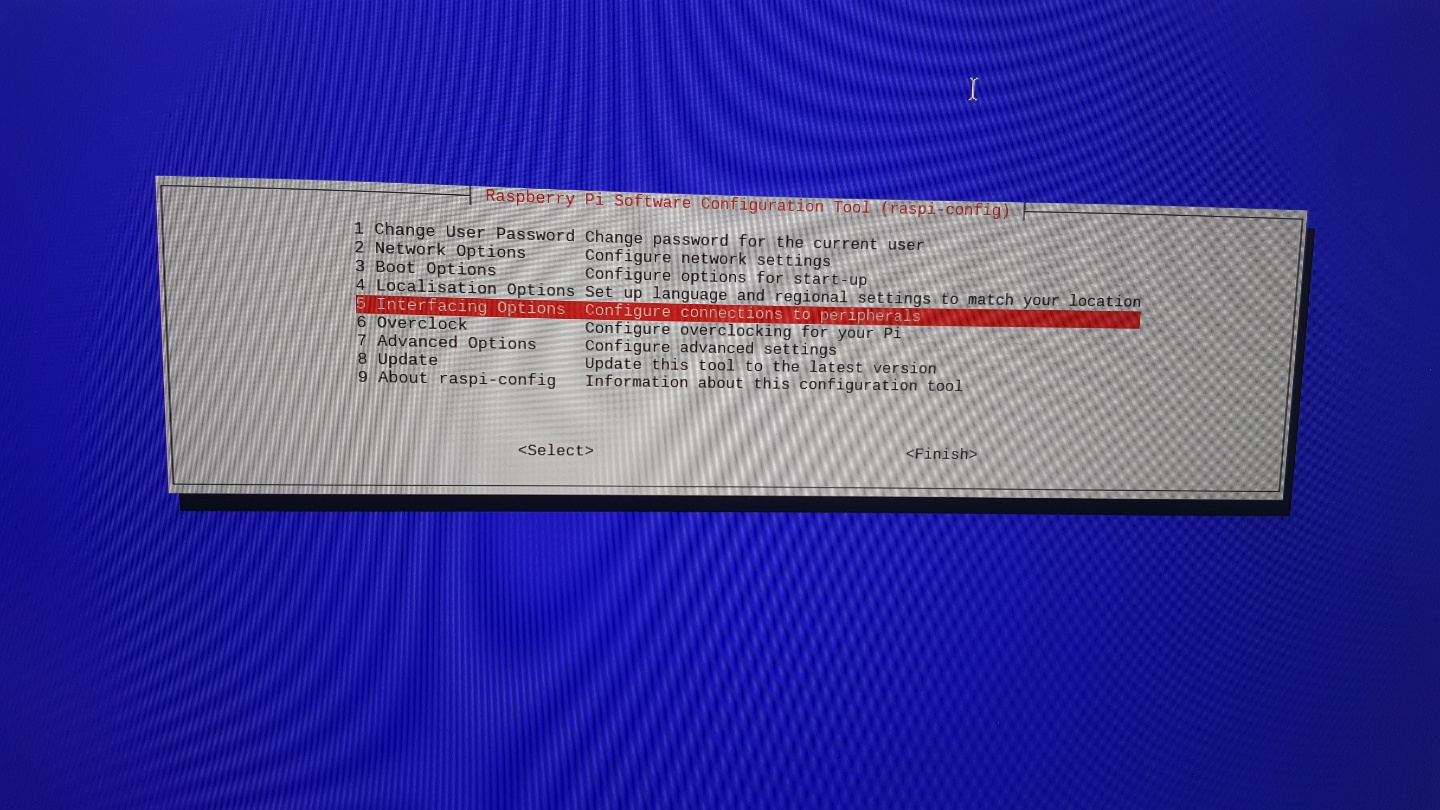 Raspberry Pi Software Configuration Tool (raspi-config)
1 Change User Password Change password for the current user
2 Network Options Configure network settings
3 Boot Options Configure options for start-up
4 Localisation Options Set up language and regional settings to match your location
5 Interfacing Options Configure connections to peripherals
6 Overclock Configure overclocking for your Pi
7 Advanced Options Configure advanced settings
8 Update Update this tool to the latest version
9 About raspi-config Information about this configuration tool
<Select> <Finish>